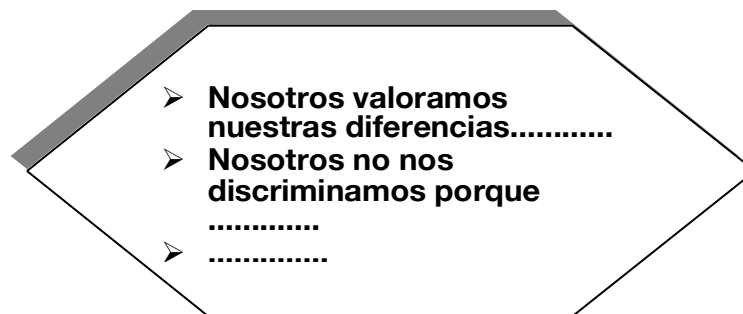 ➢ Nosotros valoramos
nuestras diferencias............
➢ Nosotros no nos
discriminamos porque
.............
➢ ..............